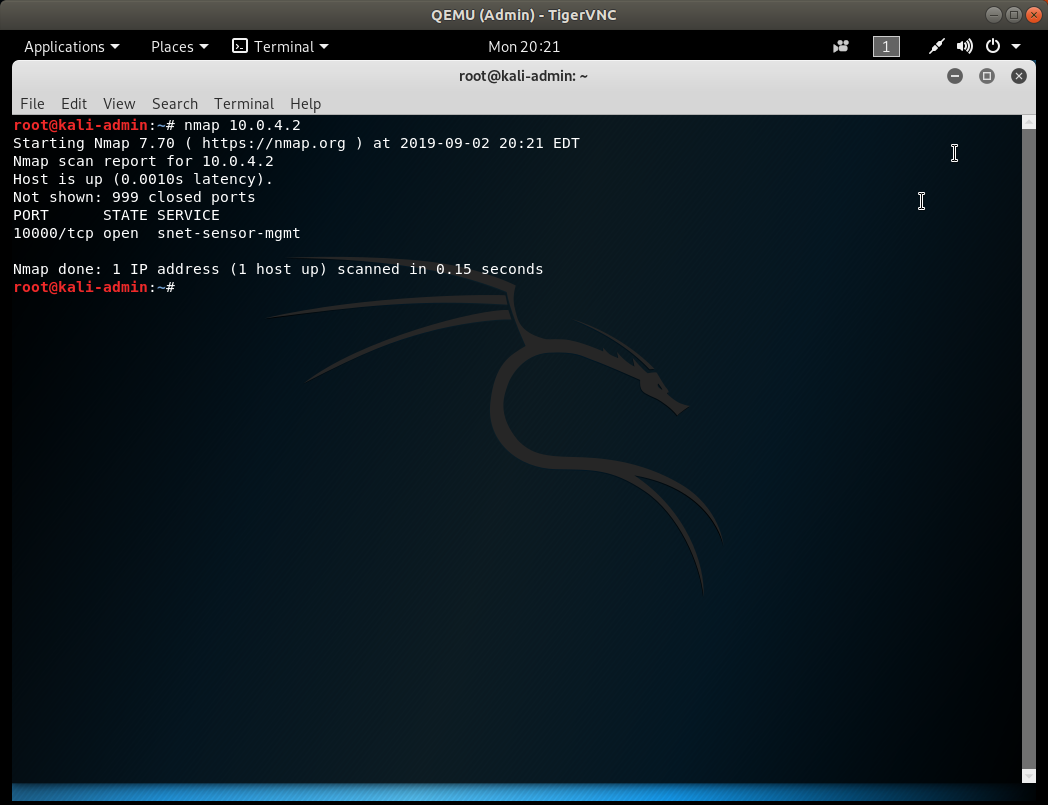 QEMU (Admin) - TigerVNC
Applications Places Terminal Mon 20:21 1
root@kali-admin: ~
File Edit View Search Terminal Help
root@kali-admin:~# nmap 10.0.4.2
Starting Nmap 7.70 ( https://nmap.org ) at 2019-09-02 20:21 EDT
Nmap scan report for 10.0.4.2
Host is up (0.0010s latency).
Not shown: 999 closed ports
PORT      STATE SERVICE
10000/tcp open  snet-sensor-mgmt
Nmap done: 1 IP address (1 host up) scanned in 0.15 seconds
root@kali-admin:~#